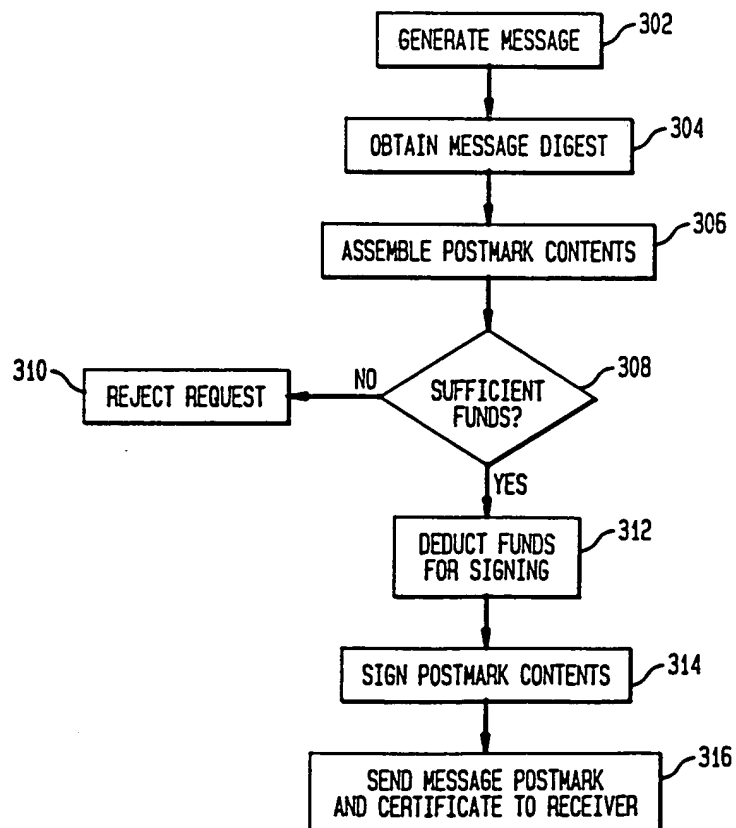 GENERATE MESSAGE
302
OBTAIN MESSAGE DIGEST
304
ASSEMBLE POSTMARK CONTENTS
306
SUFFICIENT
FUNDS?
308
NO
310
REJECT REQUEST
YES
DEDUCT FUNDS
FOR SIGNING
312
SIGN POSTMARK CONTENTS
314
SEND MESSAGE POSTMARK
AND CERTIFICATE TO RECEIVER
316